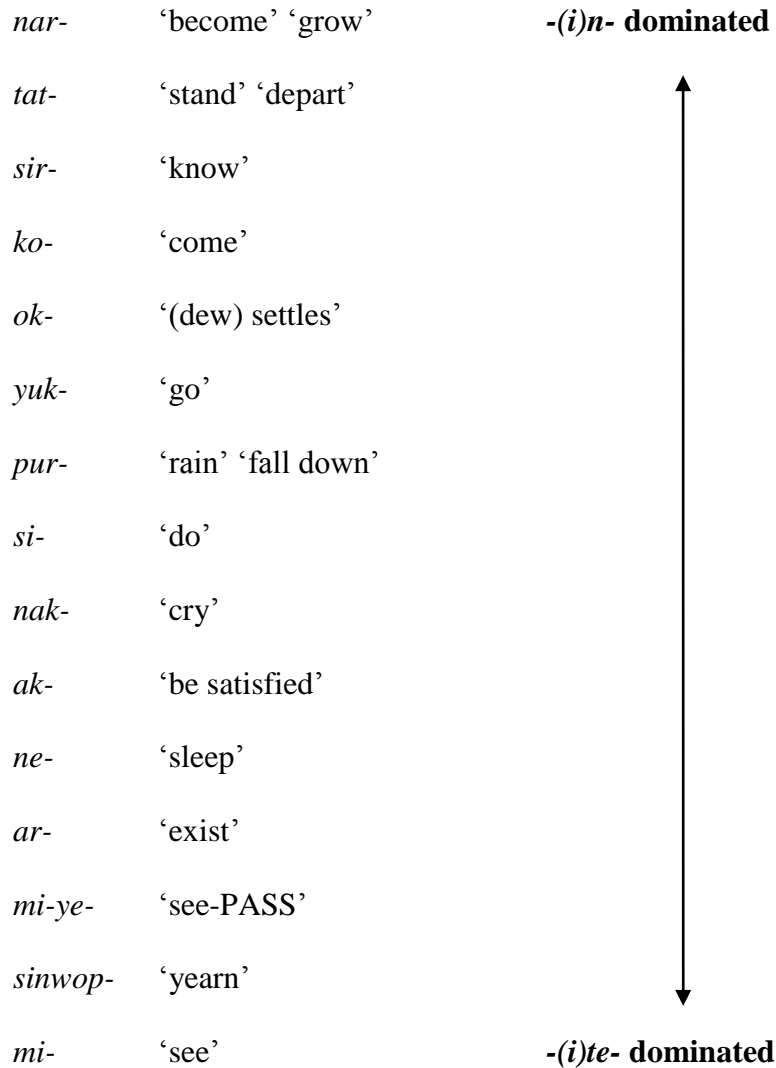 nar- ‘become’ ‘grow’ -(i)n- dominated
tat- ‘stand’ ‘depart’
sir- ‘know’
ko- ‘come’
ok- ‘(dew) settles’
yuk- ‘go’
pur- ‘rain’ ‘fall down’
si- ‘do’
nak- ‘cry’
ak- ‘be satisfied’
ne- ‘sleep’
ar- ‘exist’
mi-ye- ‘see-PASS’
sinwop- ‘yearn’
mi- ‘see’ -(i)te- dominated